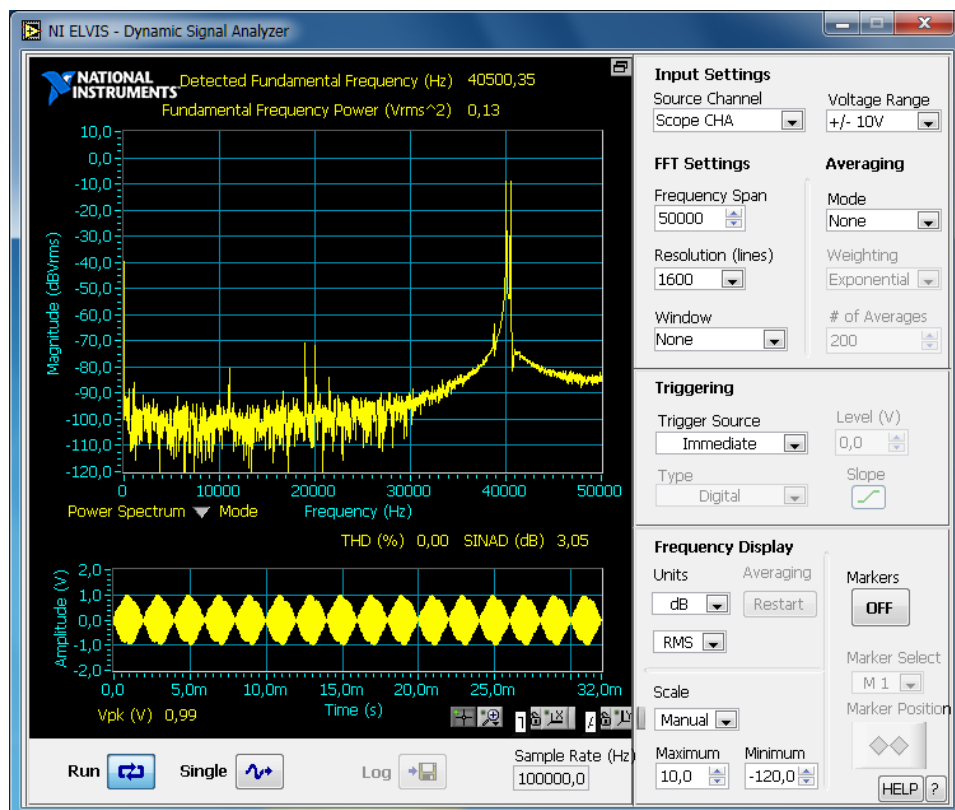 NI ELVIS - Dynamic Signal Analyzer
NATIONAL
INSTRUMENTS
Detected Fundamental Frequency (Hz) 40500,35
Fundamental Frequency Power (Vrms^2) 0,13
10,0
0,0
-10,0
-20,0
-30,0
-40,0
-50,0
-60,0
-70,0
-80,0
-90,0
-100,0
-110,0
-120,0
Magnitude (dBVrms)
0 10000 20000 30000 40000 50000
Power Spectrum Mode Frequency (Hz)
THD (%) 0,00 SINAD (dB) 3,05
2,0
1,0
0,0
-1,0
-2,0
Amplitude (V)
0,0 5,0m 10,0m 15,0m 20,0m 25,0m 32,0m
Vpk (V) 0,99 Time (s)
Run Single Log
Sample Rate (Hz)
100000,0
Input Settings
Source Channel Voltage Range
Scope CHA +/- 10V
FFT Settings Averaging
Frequency Span Mode
50000 None
Resolution (lines) Weighting
1600 Exponential
Window # of Averages
None 200
Triggering
Trigger Source Level (V)
Immediate 0,0
Type Slope
Digital
Frequency Display
Units Averaging Markers
dB Restart OFF
RMS
Marker Select
M 1
Scale Marker Position
Manual
Maximum Minimum
10,0 -120,0
HELP ?